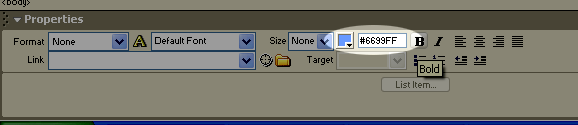 <body>
Properties
Format None Default Font Size None #6699FF B I
Link Target Bold
List Item...